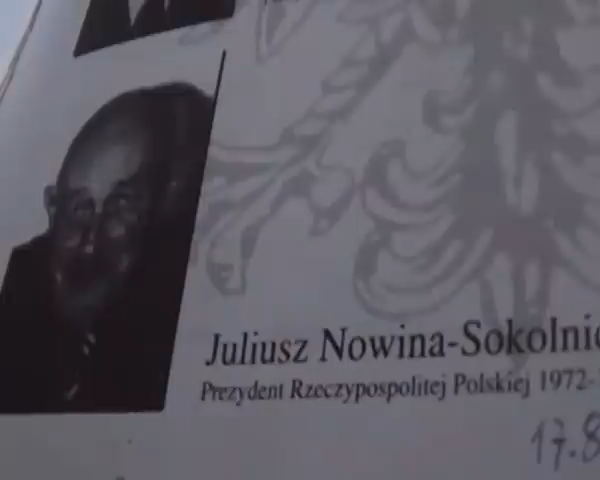 Juliusz Nowina-Sokolnic
Prezydent Rzeczypospolitej Polskiej 1972-
17.8